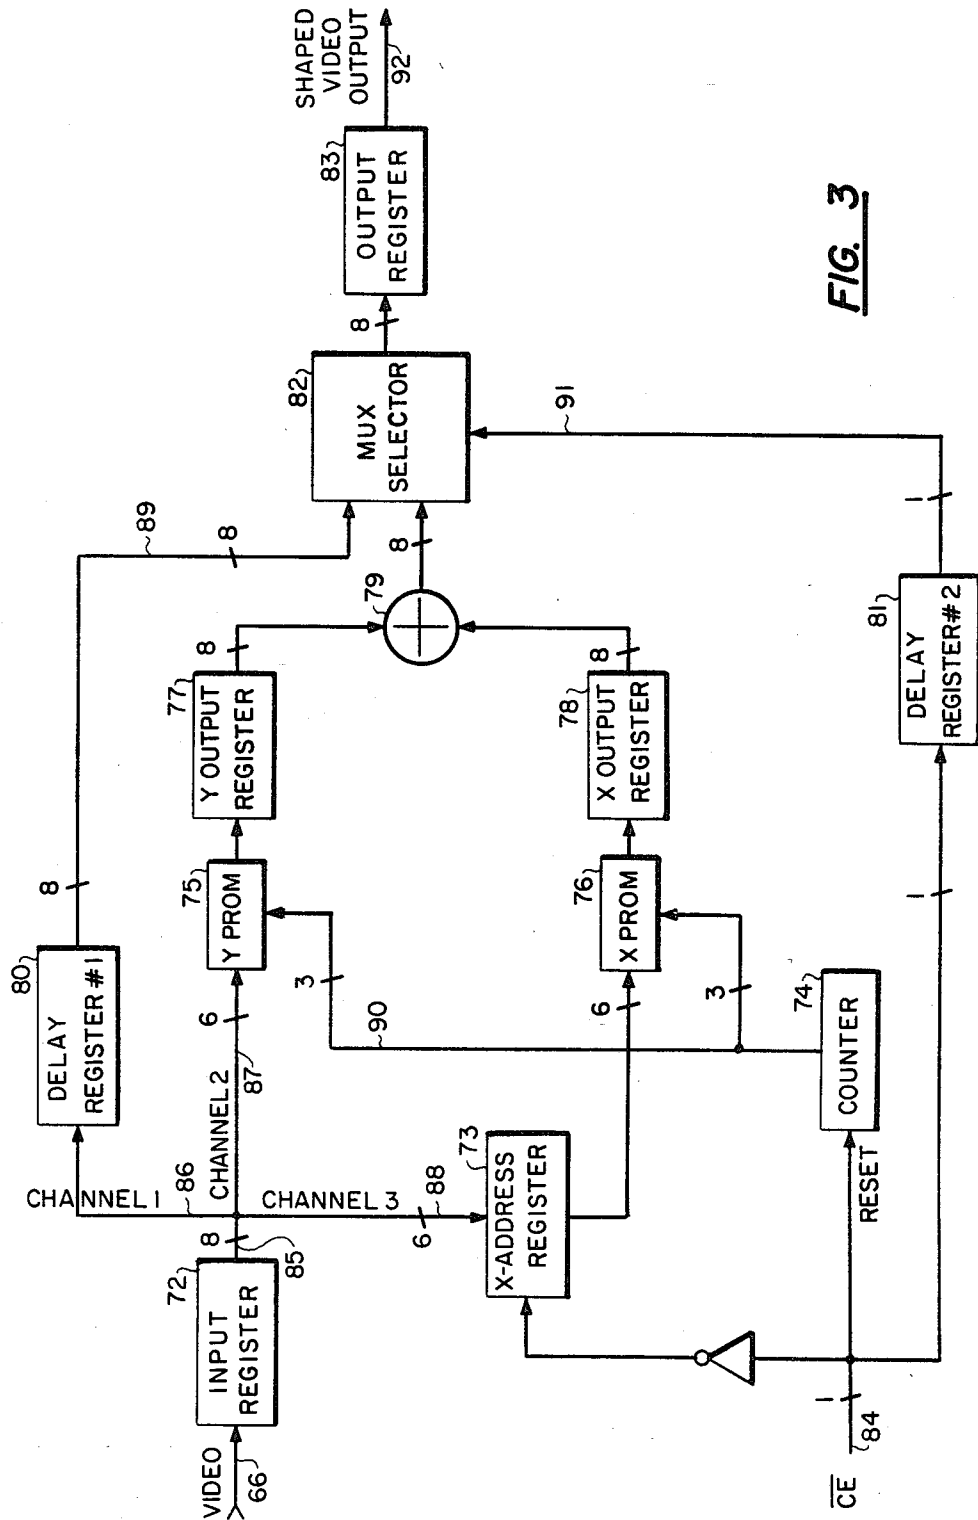 VIDEO
66
72
INPUT
REGISTER
8
85
CHANNEL 1
86
CHANNEL 2
87
6
CHANNEL 3
88
6
80
DELAY
REGISTER #1
8
89
8
75
Y PROM
3
90
77
Y OUTPUT
REGISTER
8
79
8
73
X-ADDRESS
REGISTER
6
76
X PROM
3
78
X OUTPUT
REGISTER
8
82
MUX
SELECTOR
8
83
OUTPUT
REGISTER
SHAPED
VIDEO
OUTPUT
92
C̅E̅
84
1
RESET
74
COUNTER
1
81
DELAY
REGISTER #2
1
91
FIG. 3